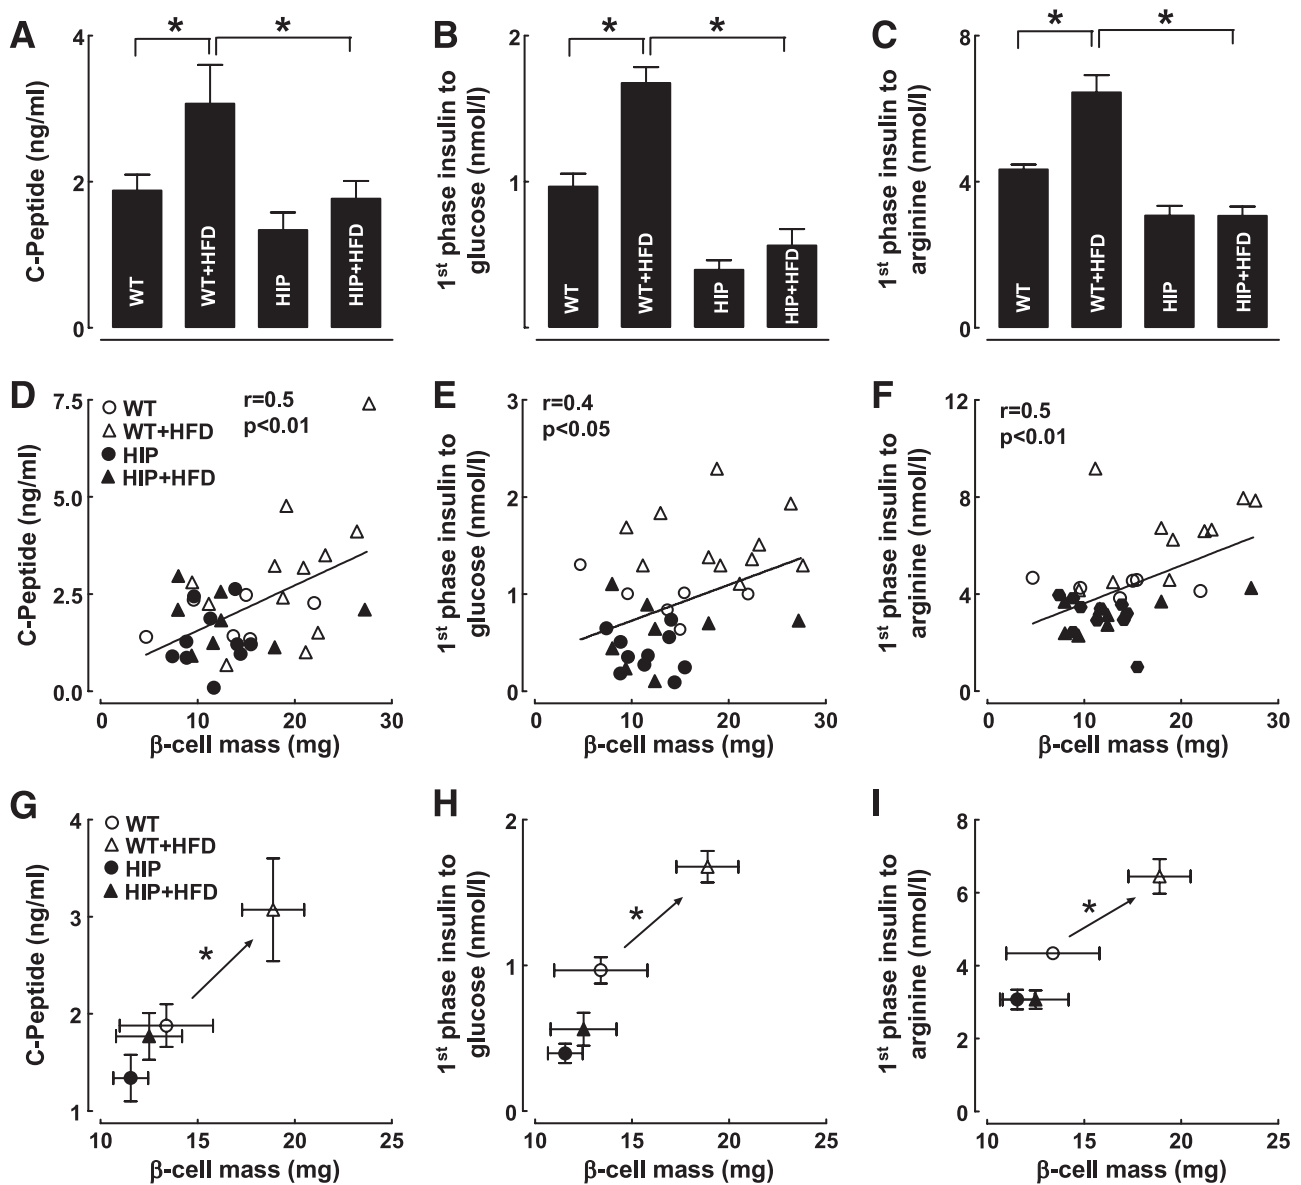 A
C-Peptide (ng/ml)
4
2
0
*
*
WT
WT+HFD
HIP
HIP+HFD
B
1st phase insulin to
glucose (nmol/l)
2
1
*
*
WT
WT+HFD
HIP
HIP+HFD
C
1st phase insulin to
arginine (nmol/l)
8
4
0
*
*
WT
WT+HFD
HIP
HIP+HFD
D
C-Peptide (ng/ml)
7.5
5.0
2.5
0.0
WT
WT+HFD
HIP
HIP+HFD
r=0.5
p<0.01
0 10 20 30
β-cell mass (mg)
E
1st phase insulin to
glucose (nmol/l)
3
2
1
0
r=0.4
p<0.05
0 10 20 30
β-cell mass (mg)
F
1st phase insulin to
arginine (nmol/l)
12
8
4
0
r=0.5
p<0.01
0 10 20 30
β-cell mass (mg)
G
C-Peptide (ng/ml)
4
3
2
1
WT
WT+HFD
HIP
HIP+HFD
*
10 15 20 25
β-cell mass (mg)
H
1st phase insulin to
glucose (nmol/l)
2
1
0
*
10 15 20 25
β-cell mass (mg)
I
1st phase insulin to
arginine (nmol/l)
8
6
4
2
0
*
10 15 20 25
β-cell mass (mg)